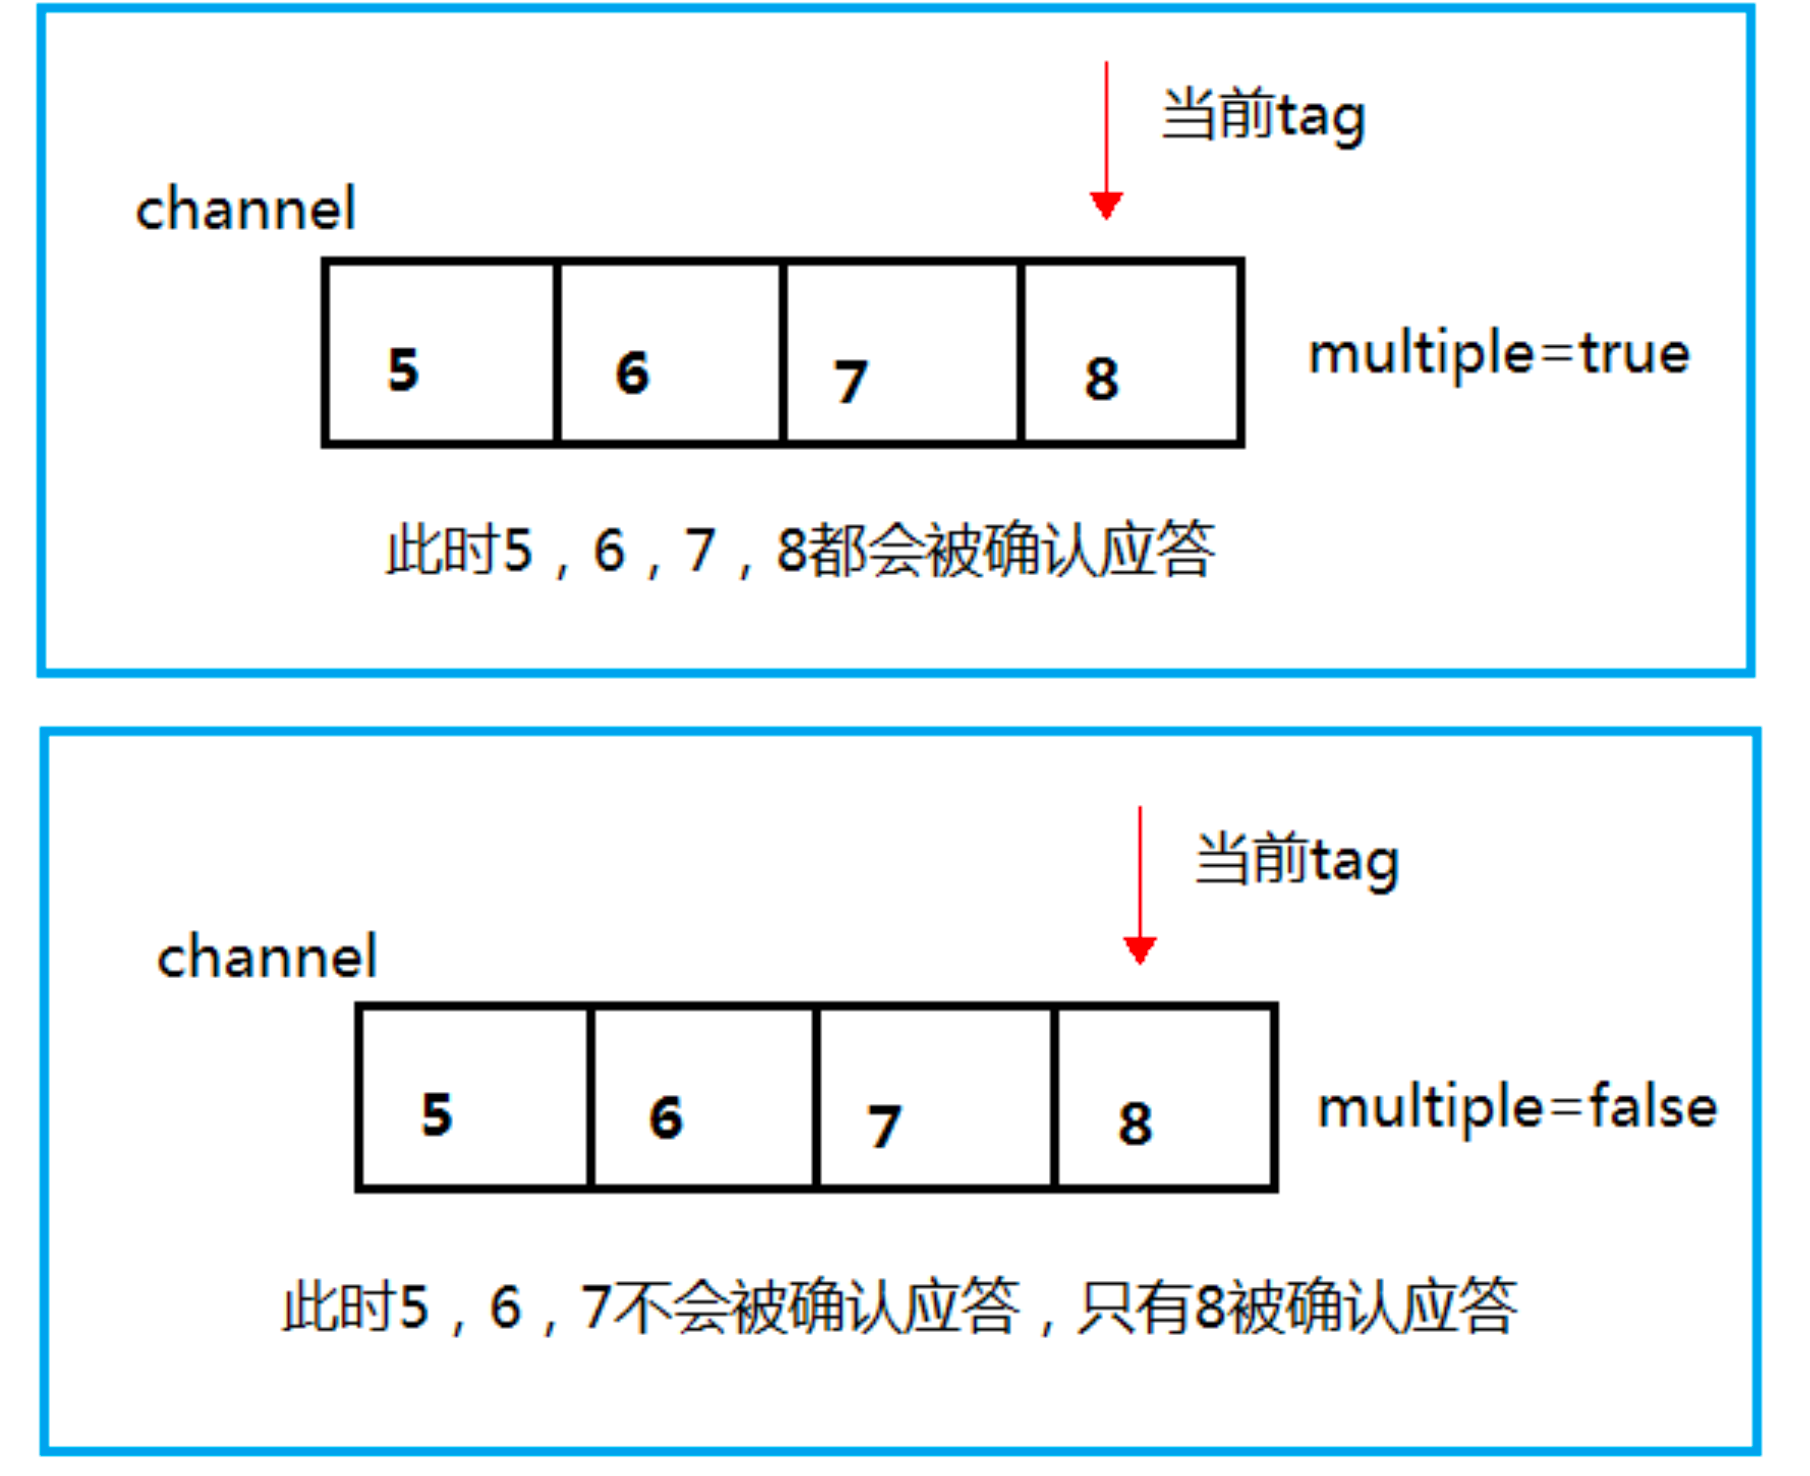 当前tag
channel
5 6 7 8
multiple=true
此时5，6，7，8都会被确认应答
当前tag
channel
5 6 7 8
multiple=false
此时5，6，7不会被确认应答，只有8被确认应答